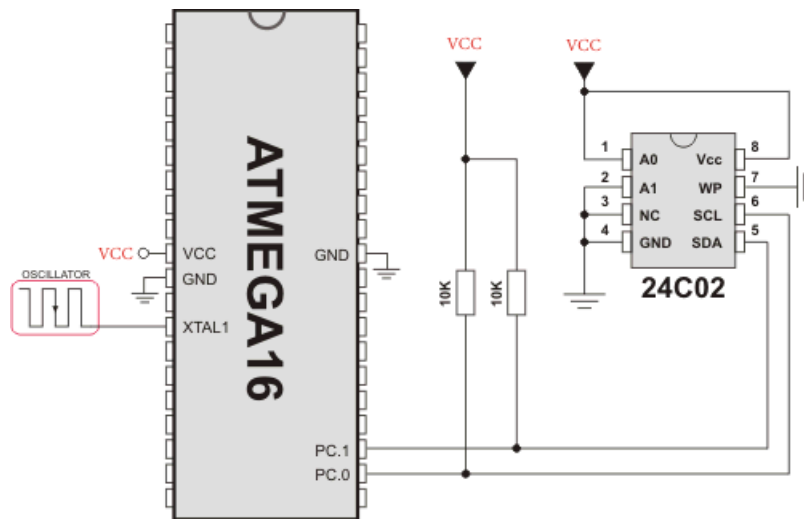 VCC
VCC
ATMEGA16
VCC
VCC
GND
GND
OSCILLATOR
XTAL1
PC.1
PC.0
10K
10K
1
A0
Vcc
8
2
A1
WP
7
3
NC
SCL
6
4
GND
SDA
5
24C02